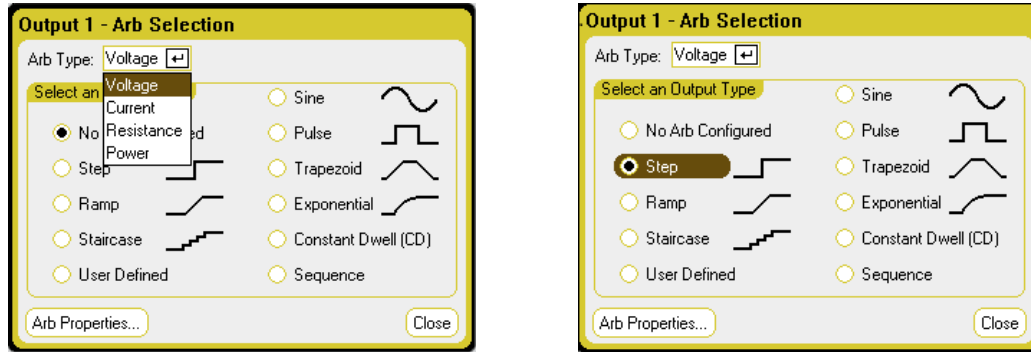 Output 1 - Arb Selection
Arb Type: Voltage
Voltage
Current
Resistance
Power
Select an
No
ed
Step
Ramp
Staircase
User Defined
Sine
Pulse
Trapezoid
Exponential
Constant Dwell (CD)
Sequence
Arb Properties...
Close
Output 1 - Arb Selection
Arb Type: Voltage
Select an Output Type
No Arb Configured
Step
Ramp
Staircase
User Defined
Sine
Pulse
Trapezoid
Exponential
Constant Dwell (CD)
Sequence
Arb Properties...
Close